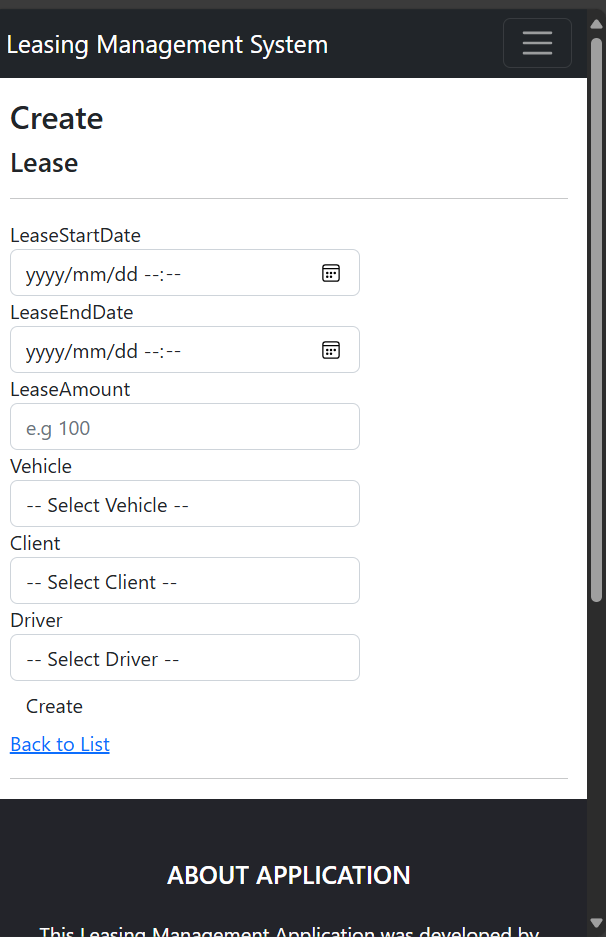 Leasing Management System
Create
Lease
LeaseStartDate
yyyy/mm/dd --:--
LeaseEndDate
yyyy/mm/dd --:--
LeaseAmount
e.g 100
Vehicle
-- Select Vehicle --
Client
-- Select Client --
Driver
-- Select Driver --
Create
Back to List
ABOUT APPLICATION
This Leasing Management Application was developed by